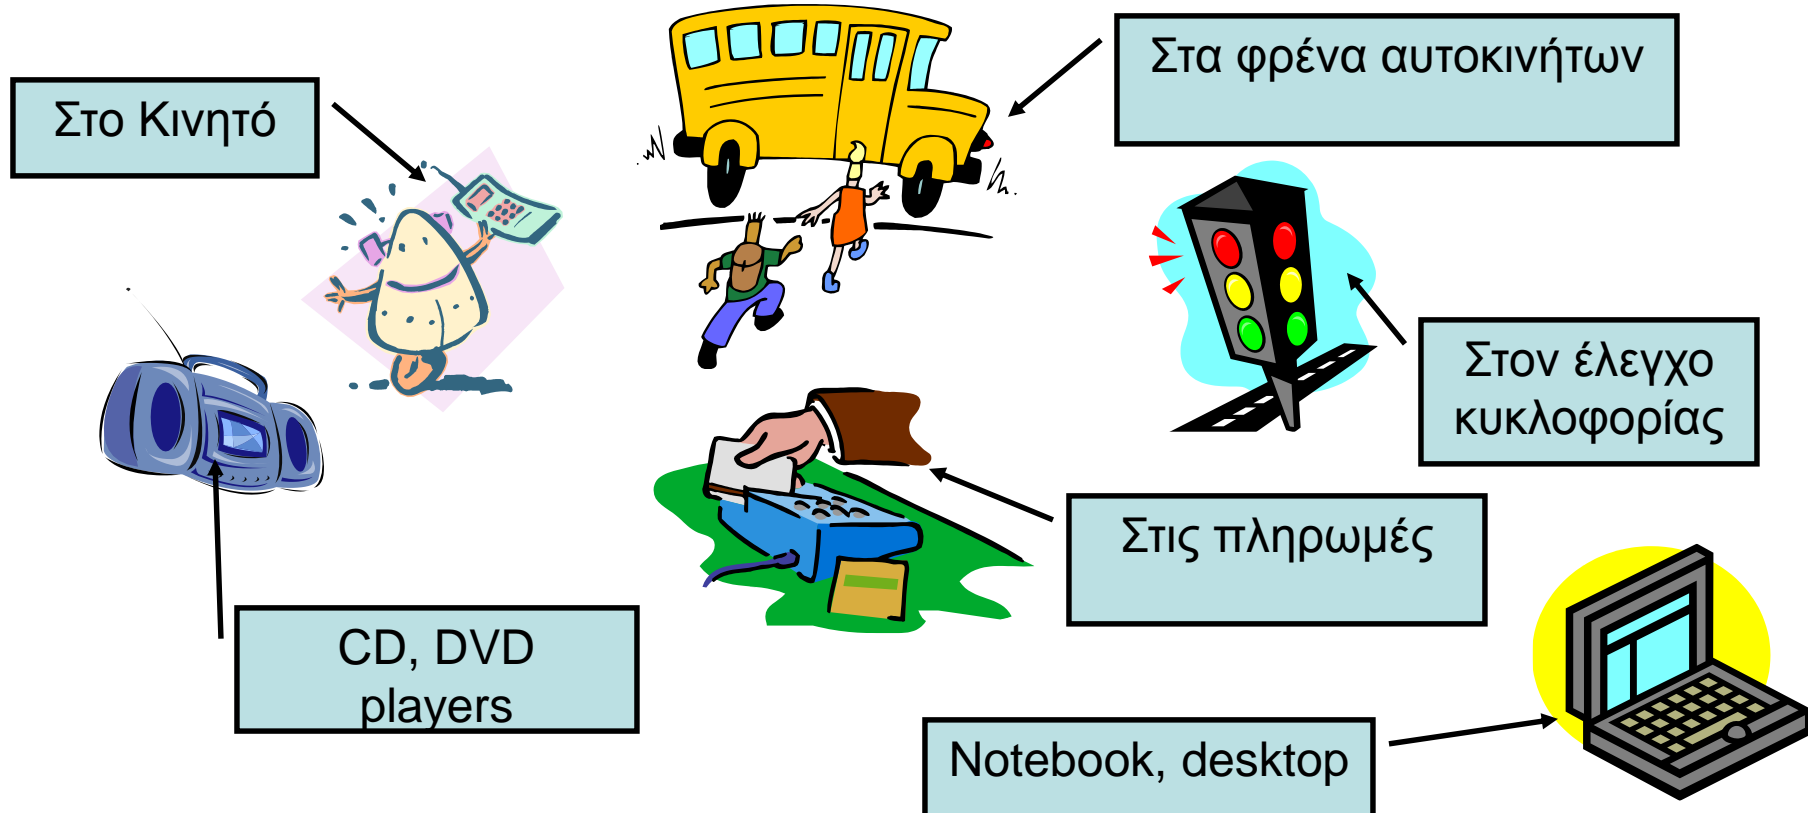 Στα φρένα αυτοκινήτων
Στο Κινητό
Στον έλεγχο
κυκλοφορίας
Στις πληρωμές
CD, DVD
players
Notebook, desktop